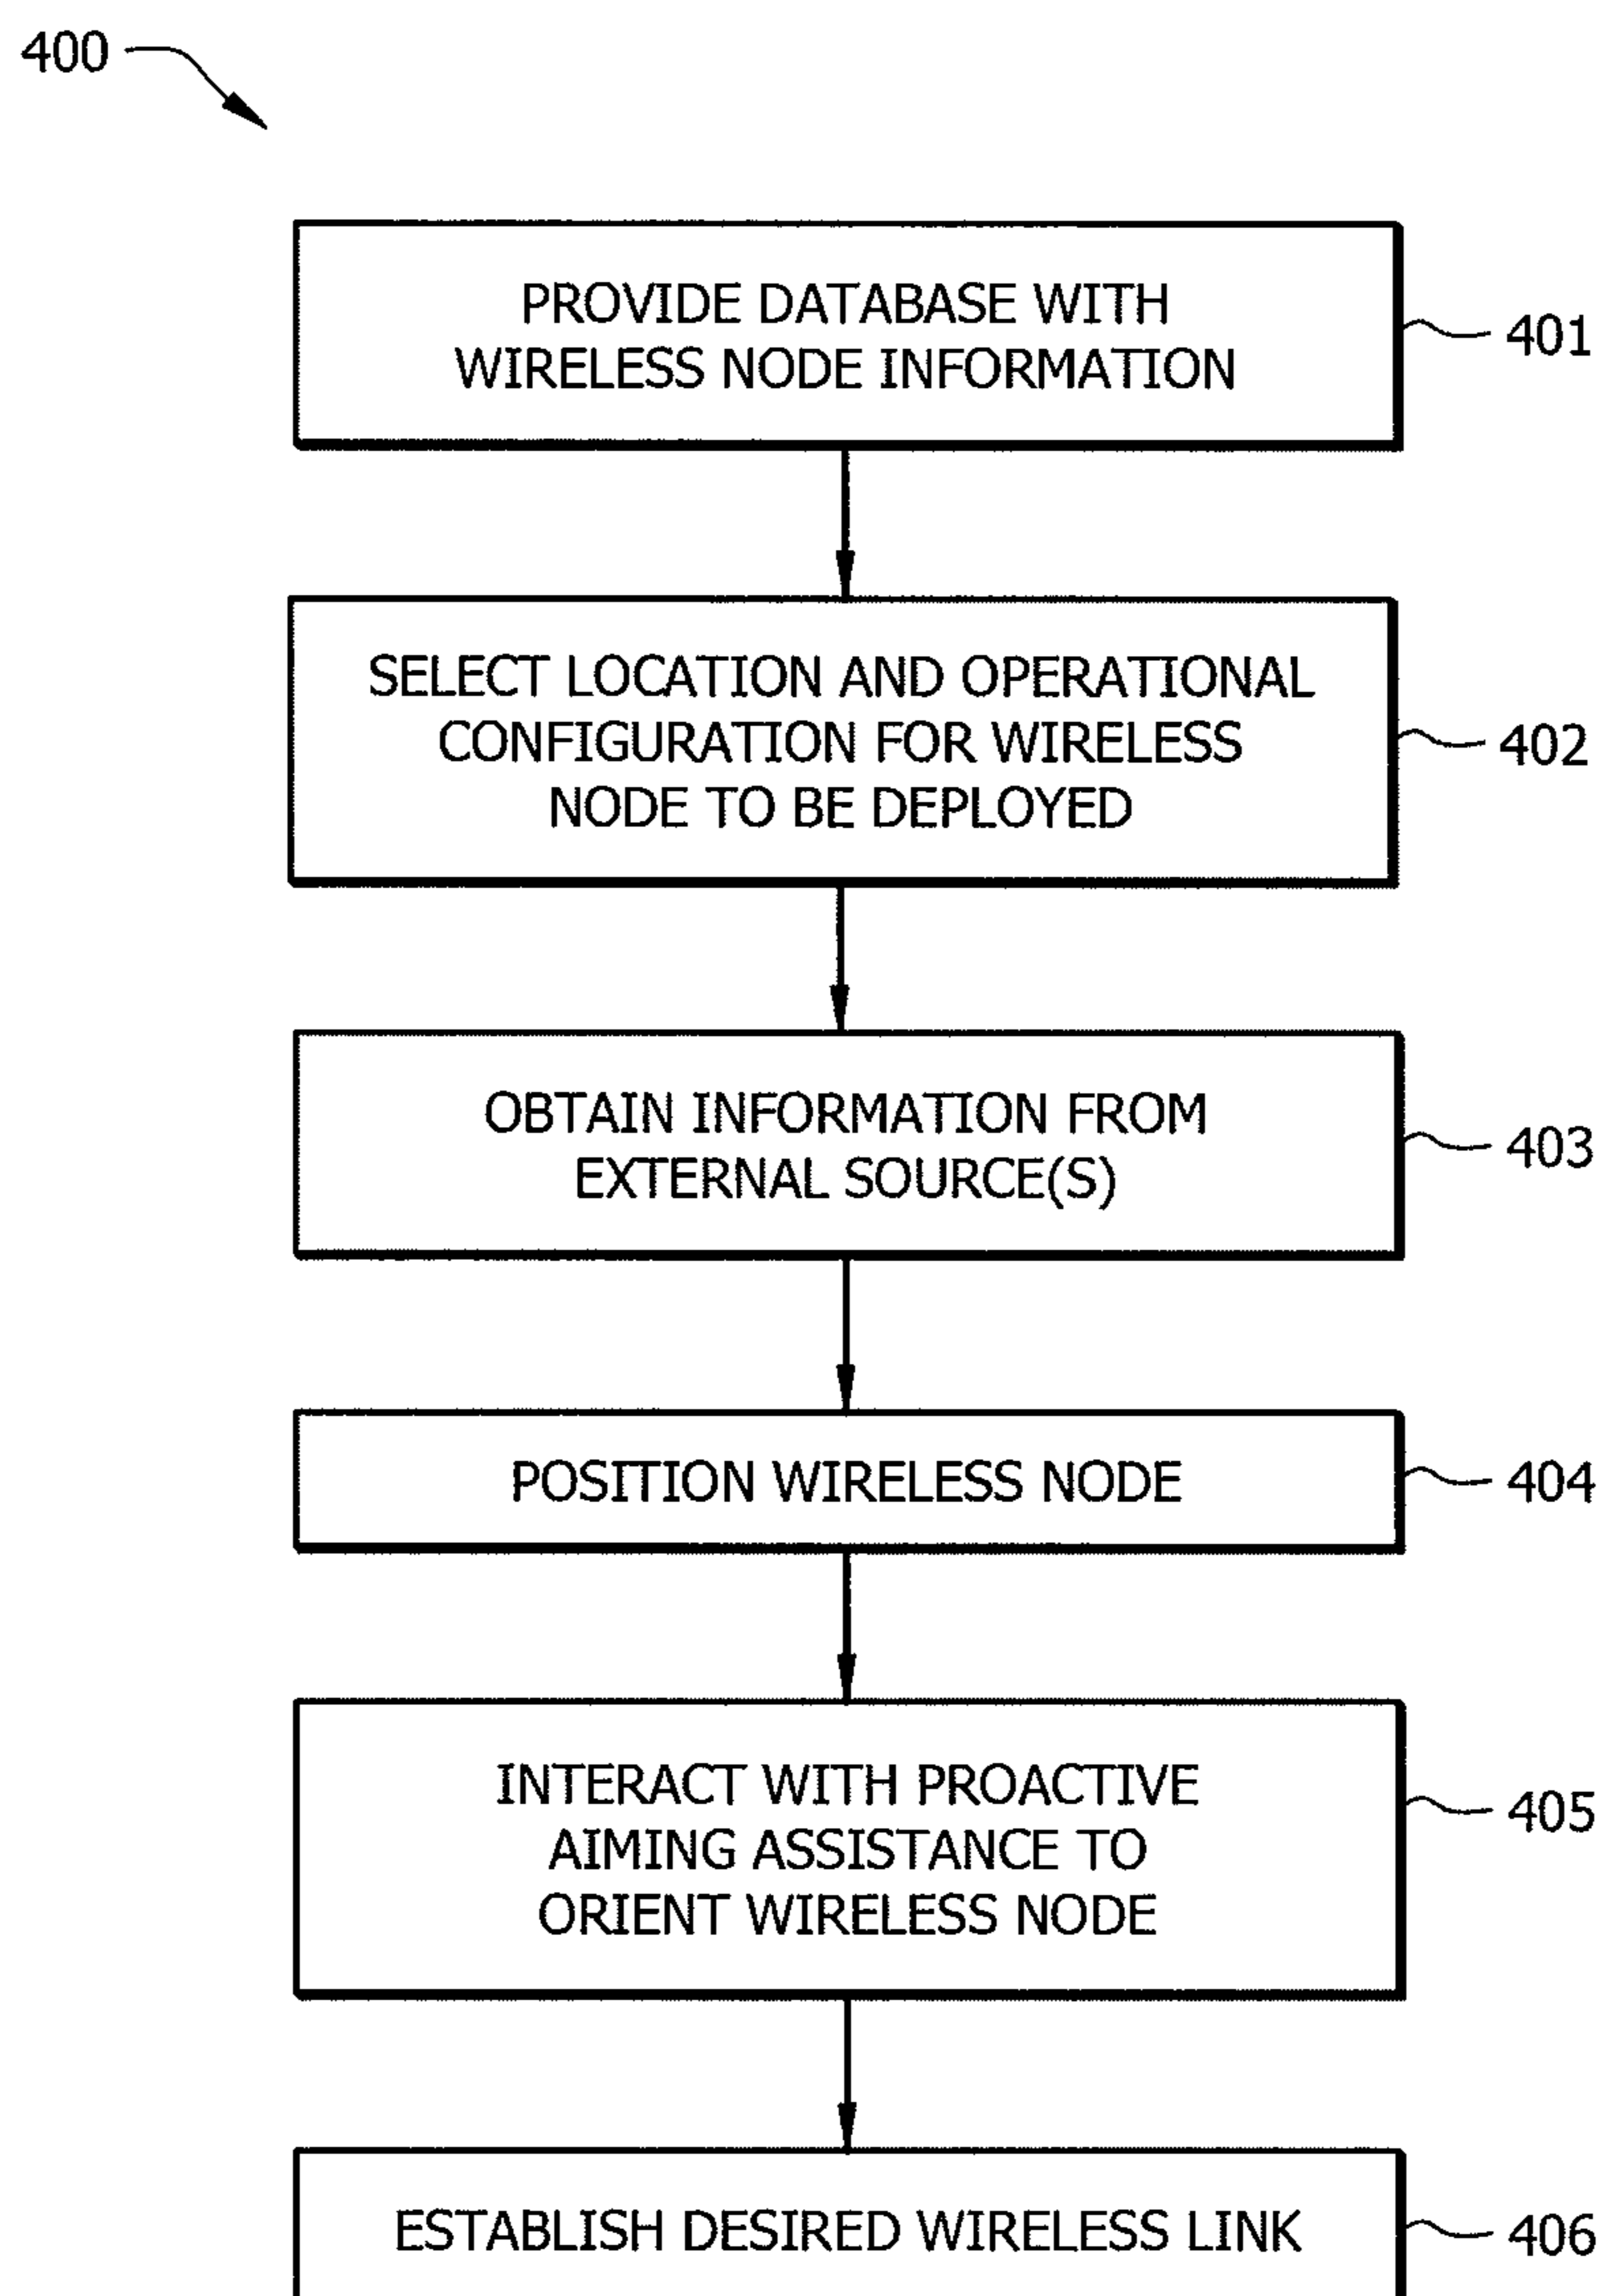 400
PROVIDE DATABASE WITH
WIRELESS NODE INFORMATION
401
SELECT LOCATION AND OPERATIONAL
CONFIGURATION FOR WIRELESS
NODE TO BE DEPLOYED
402
OBTAIN INFORMATION FROM
EXTERNAL SOURCE(S)
403
POSITION WIRELESS NODE
404
INTERACT WITH PROACTIVE
AIMING ASSISTANCE TO
ORIENT WIRELESS NODE
405
ESTABLISH DESIRED WIRELESS LINK
406